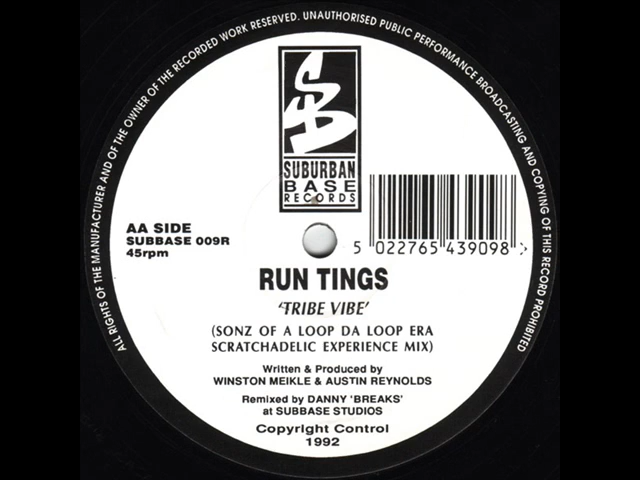 ALL RIGHTS OF THE MANUFACTURER AND OF THE OWNER OF THE RECORDED WORK RESERVED. UNAUTHORISED PUBLIC PERFORMANCE BROADCASTING AND COPYING OF THIS RECORD PROHIBITED
SB
SUBURBAN
BASE
RECORDS
AA SIDE
SUBBASE 009R
45rpm
5 022765 439098 >
RUN TINGS
‘TRIBE VIBE’
(SONZ OF A LOOP DA LOOP ERA
SCRATCHADELIC EXPERIENCE MIX)
Written & Produced by
WINSTON MEIKLE & AUSTIN REYNOLDS
Remixed by DANNY 'BREAKS'
at SUBBASE STUDIOS
Copyright Control
1992